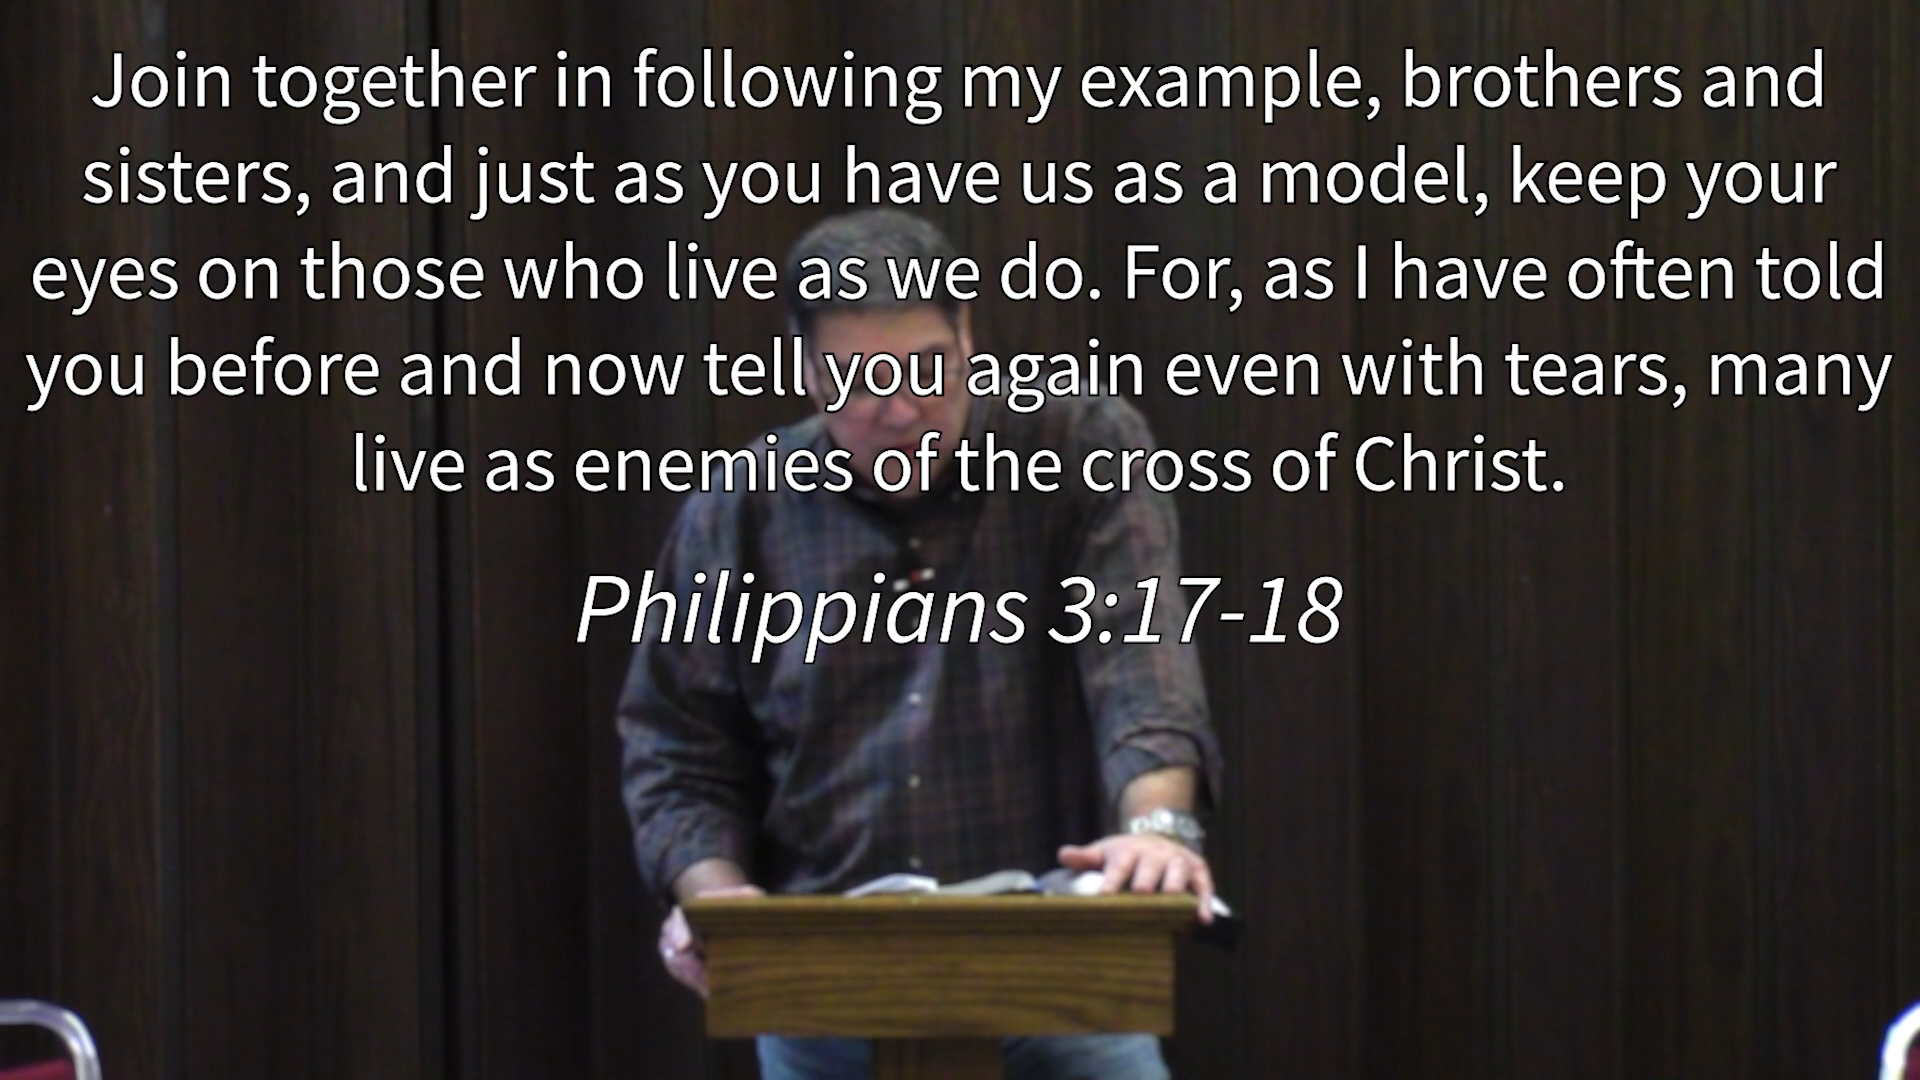 Join together in following my example, brothers and
sisters, and just as you have us as a model, keep your
eyes on those who live as we do. For, as I have often told
you before and now tell you again even with tears, many
live as enemies of the cross of Christ.
Philippians 3:17-18